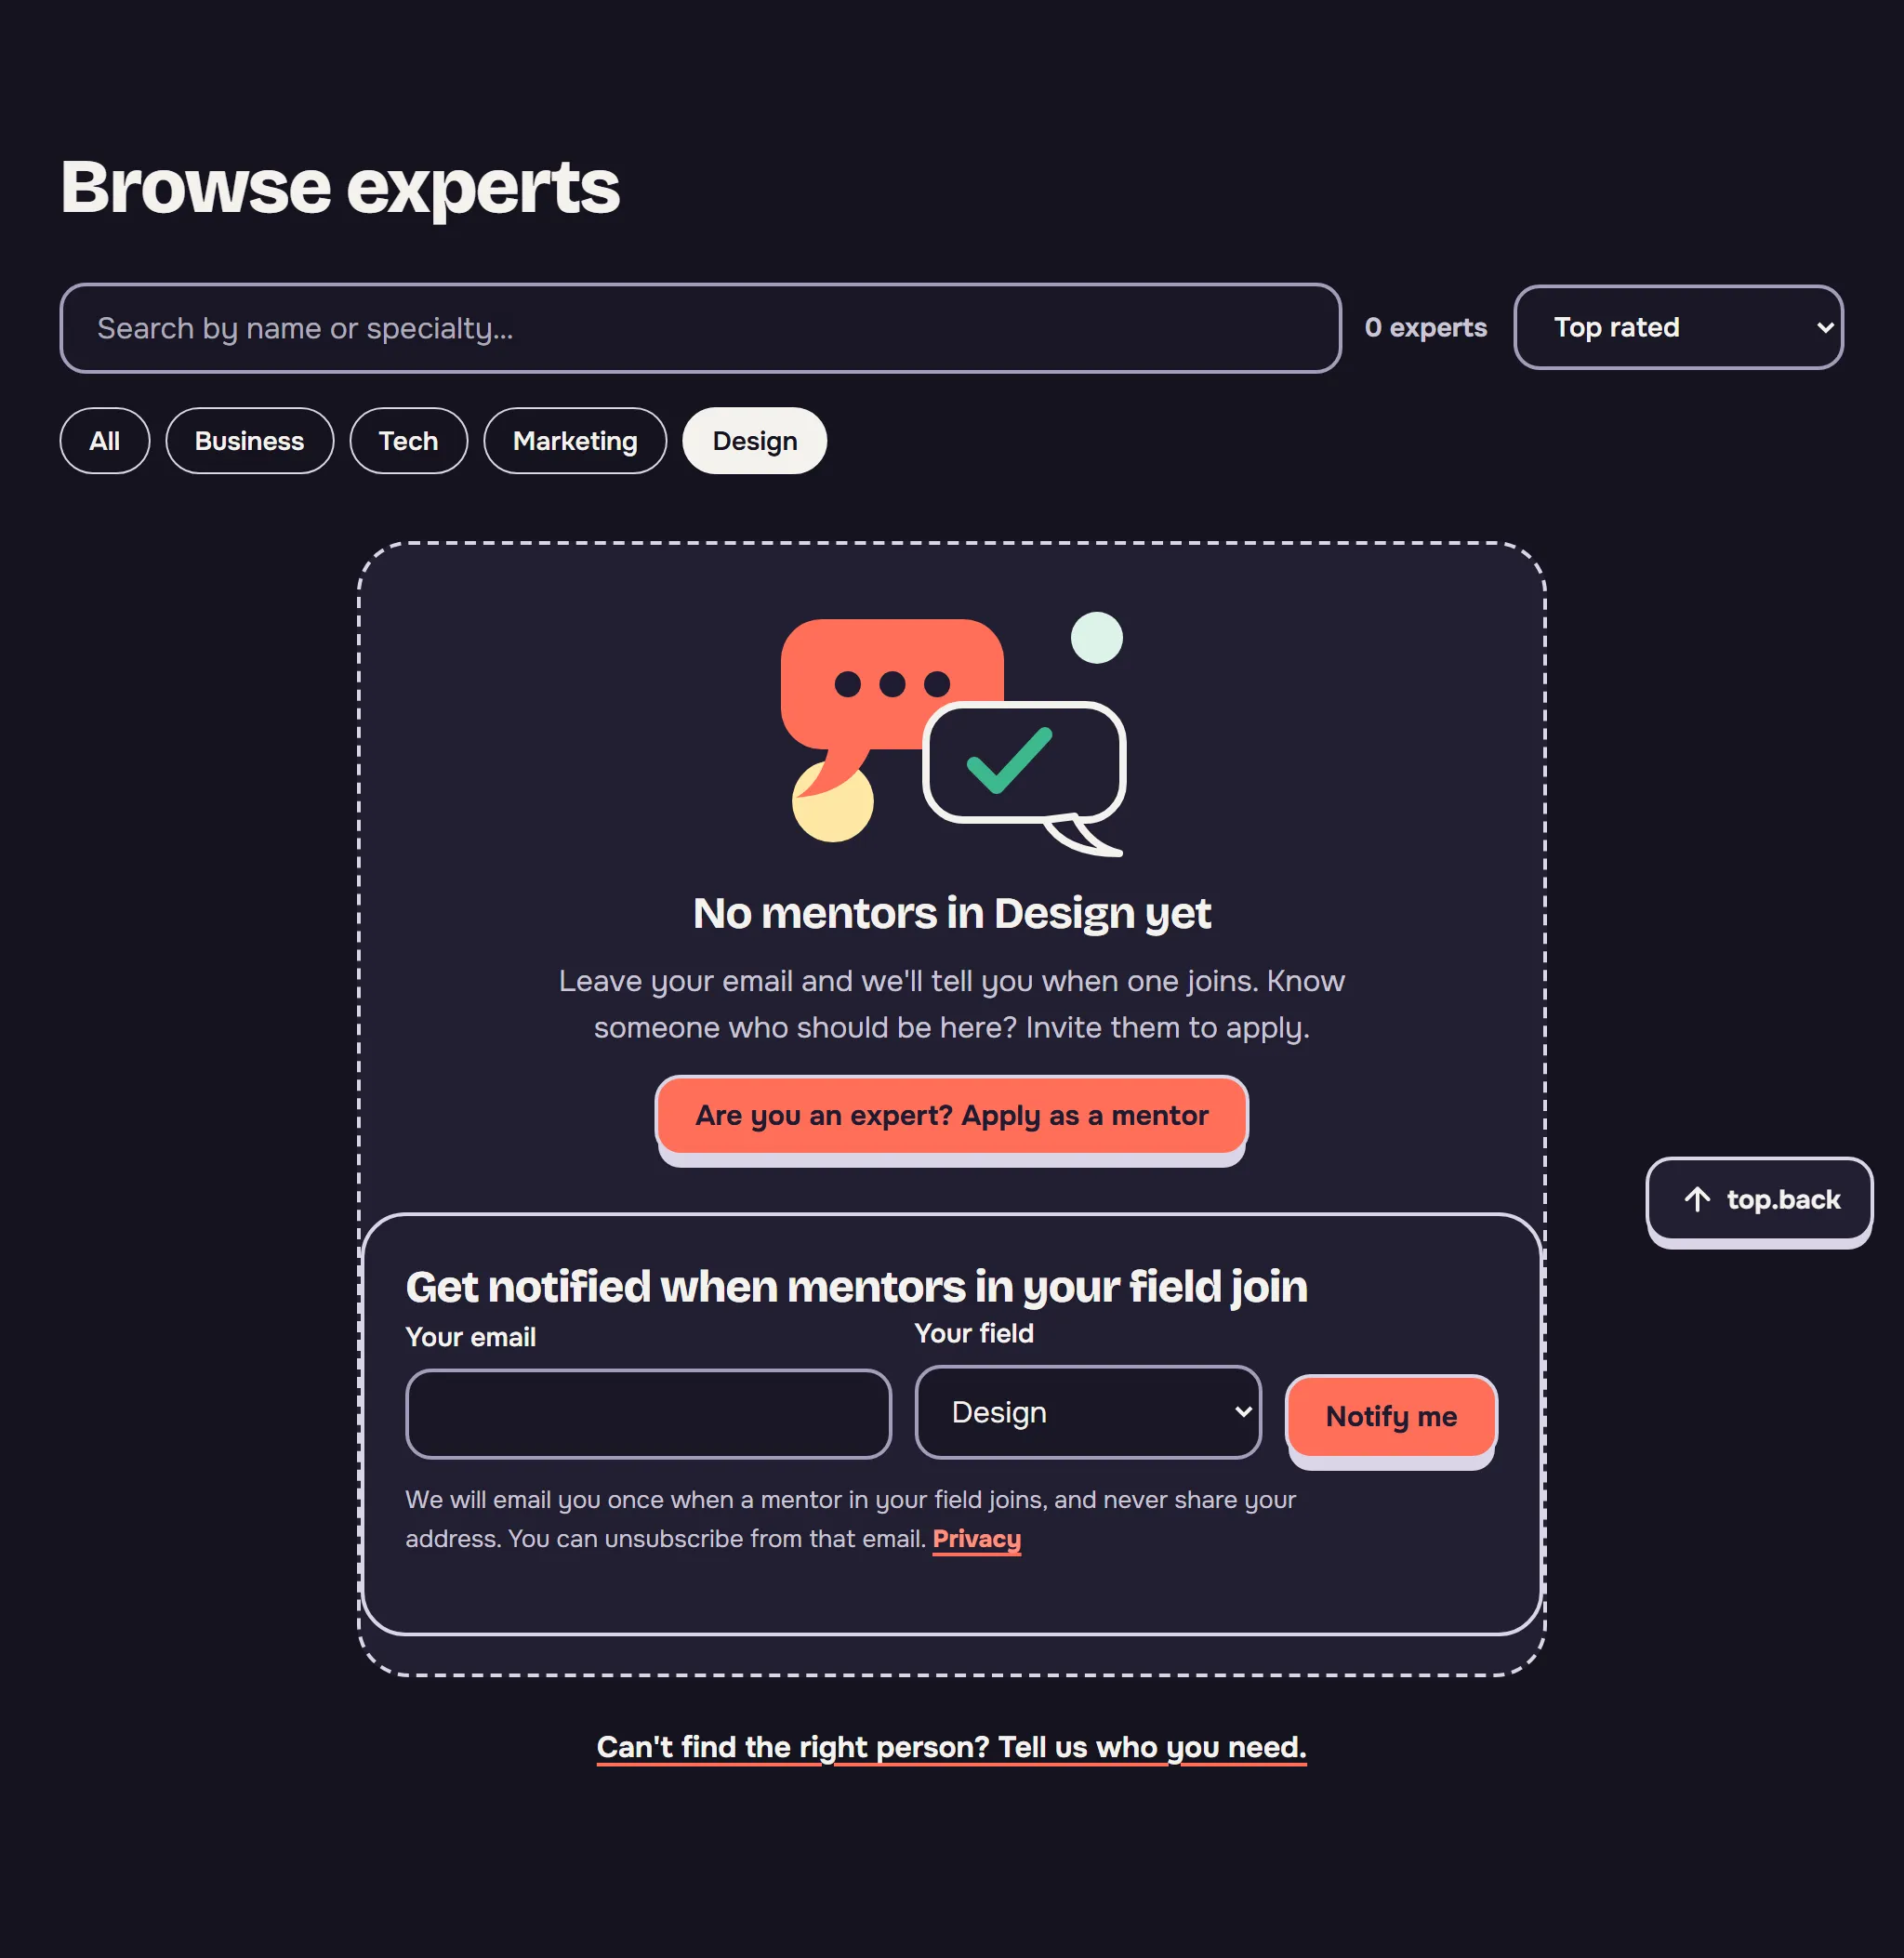 Browse experts
Search by name or specialty...
0 experts
Top rated
All
Business
Tech
Marketing
Design
No mentors in Design yet
Leave your email and we'll tell you when one joins. Know
someone who should be here? Invite them to apply.
Are you an expert? Apply as a mentor
top.back
Get notified when mentors in your field join
Your email
Your field
Design
Notify me
We will email you once when a mentor in your field joins, and never share your
address. You can unsubscribe from that email. Privacy
Can't find the right person? Tell us who you need.